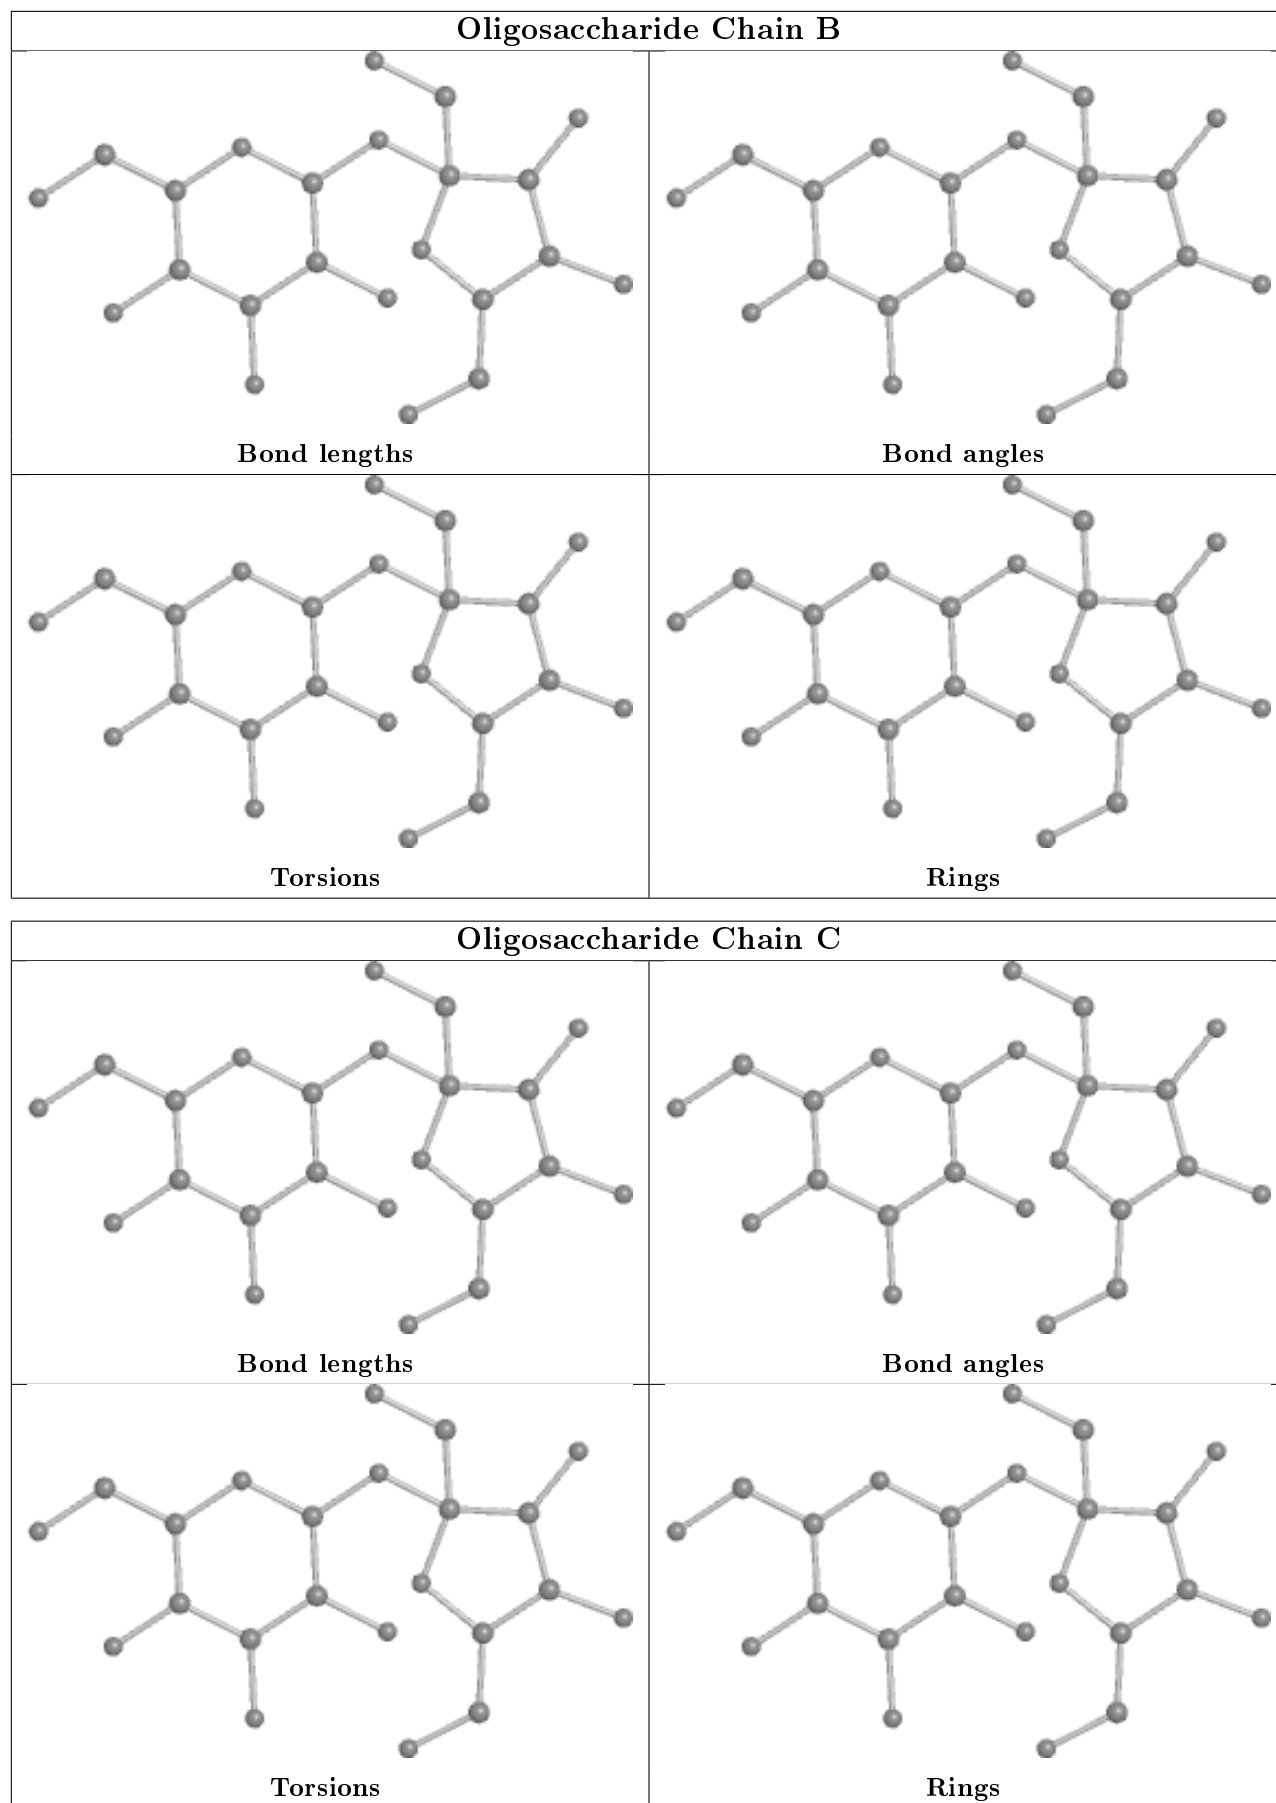 Oligosaccharide Chain B
Bond lengths
Bond angles
Torsions
Rings
Oligosaccharide Chain C
Bond lengths
Bond angles
Torsions
Rings